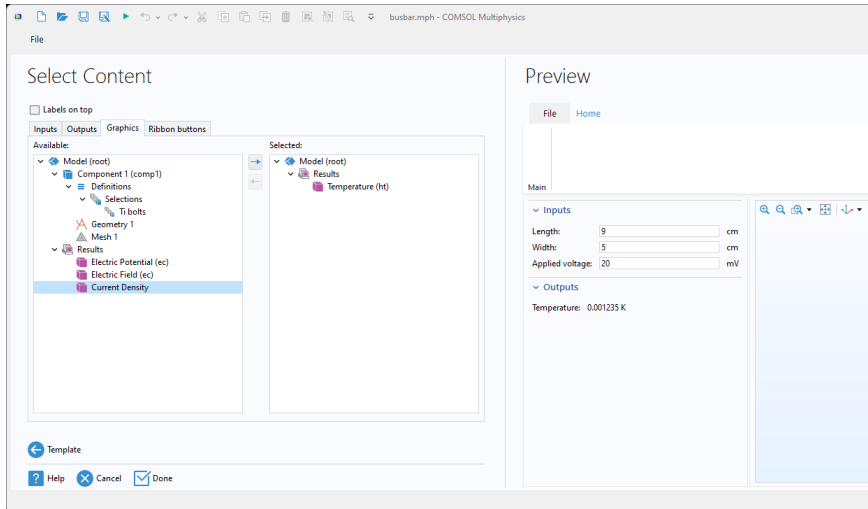 busbar.mph - COMSOL Multiphysics
File
Select Content
Labels on top
Inputs Outputs Graphics Ribbon buttons
Available:
Model (root)
Component 1 (comp1)
Definitions
Selections
Ti bolts
Geometry 1
Mesh 1
Results
Electric Potential (ec)
Electric Field (ec)
Current Density
Selected:
Model (root)
Results
Temperature (ht)
Template
? Help Cancel Done
Preview
File Home
Main
Inputs
Length: 9 cm
Width: 5 cm
Applied voltage: 20 mV
Outputs
Temperature: 0.001235 K